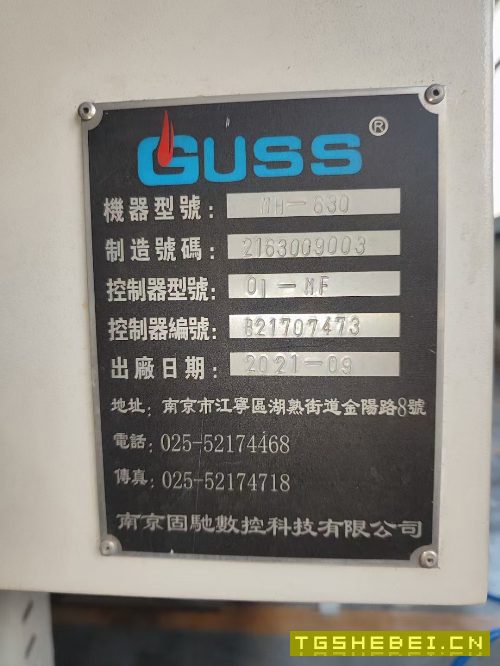 GUSS®
機器型號: MH-630
制造號碼: 2163009003
控制器型號: 0i-MF
控制器編號: B21707473
出廠日期: 2021-09
地址: 南京市江寧區湖熟街道金陽路8號
電話: 025-52174468
傳真: 025-52174718
南京固馳數控科技有限公司
TGSHEBEI.CN